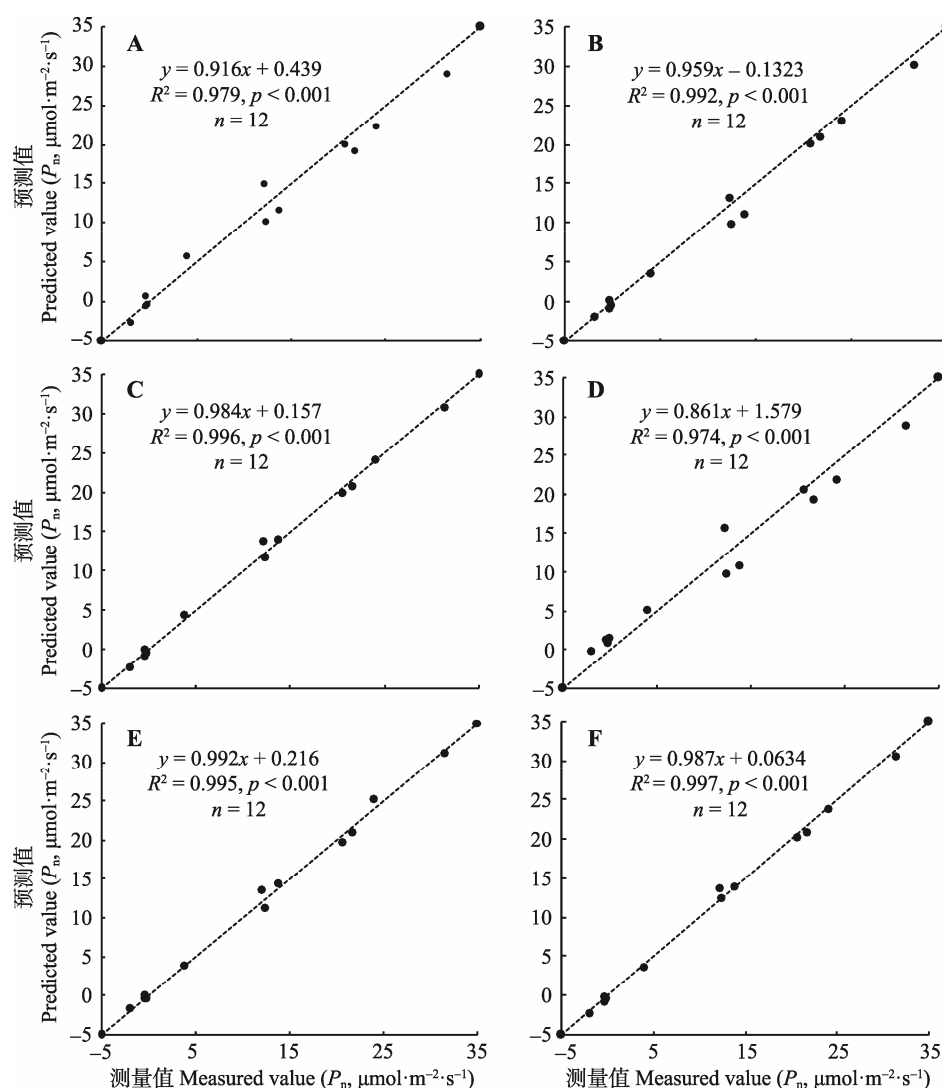 A
y = 0.916x + 0.439
R² = 0.979, p < 0.001
n = 12
35
30
25
20
15
10
5
0
–5
预测值
Predicted value (Pn, μmol·m⁻²·s⁻¹)
B
y = 0.959x – 0.1323
R² = 0.992, p < 0.001
n = 12
35
30
25
20
15
10
5
0
–5
C
y = 0.984x + 0.157
R² = 0.996, p < 0.001
n = 12
35
30
25
20
15
10
5
0
–5
预测值
Predicted value (Pn, μmol·m⁻²·s⁻¹)
D
y = 0.861x + 1.579
R² = 0.974, p < 0.001
n = 12
35
30
25
20
15
10
5
0
–5
E
y = 0.992x + 0.216
R² = 0.995, p < 0.001
n = 12
35
30
25
20
15
10
5
0
–5
预测值
Predicted value (Pn, μmol·m⁻²·s⁻¹)
–5 5 15 25 35
测量值 Measured value (Pn, μmol·m⁻²·s⁻¹)
F
y = 0.987x + 0.0634
R² = 0.997, p < 0.001
n = 12
35
30
25
20
15
10
5
0
–5
–5 5 15 25 35
测量值 Measured value (Pn, μmol·m⁻²·s⁻¹)